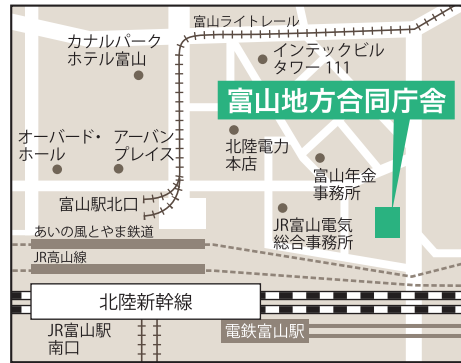 富山ライトレール
カナルパーク
ホテル富山
インテックビル
タワー111
富山地方合同庁舎
オーバード・
ホール
アーバン
プレイス
北陸電力
本店
富山年金
事務所
富山駅北口
JR富山電気
総合事務所
あいの風とやま鉄道
JR高山線
北陸新幹線
JR富山駅
南口
電鉄富山駅